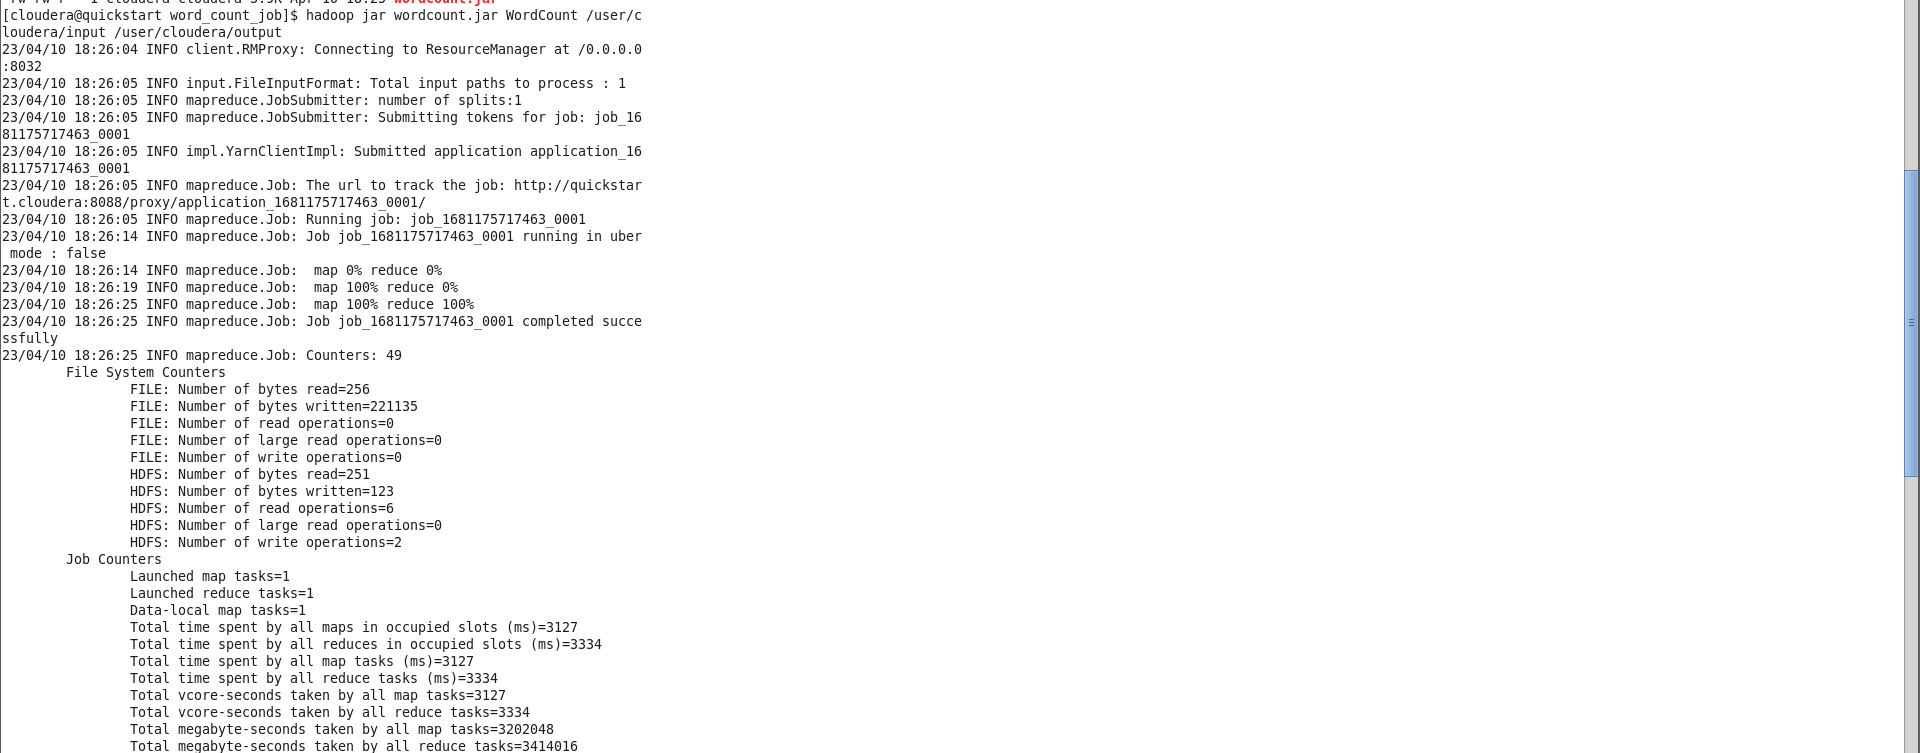 wordcount.jar
[cloudera@quickstart word_count_job]$ hadoop jar wordcount.jar WordCount /user/c
loudera/input /user/cloudera/output
23/04/10 18:26:04 INFO client.RMProxy: Connecting to ResourceManager at /0.0.0.0
:8032
23/04/10 18:26:05 INFO input.FileInputFormat: Total input paths to process : 1
23/04/10 18:26:05 INFO mapreduce.JobSubmitter: number of splits:1
23/04/10 18:26:05 INFO mapreduce.JobSubmitter: Submitting tokens for job: job_16
81175717463_0001
23/04/10 18:26:05 INFO impl.YarnClientImpl: Submitted application application_16
81175717463_0001
23/04/10 18:26:05 INFO mapreduce.Job: The url to track the job: http://quickstar
t.cloudera:8088/proxy/application_1681175717463_0001/
23/04/10 18:26:05 INFO mapreduce.Job: Running job: job_1681175717463_0001
23/04/10 18:26:14 INFO mapreduce.Job: Job job_1681175717463_0001 running in uber
 mode : false
23/04/10 18:26:14 INFO mapreduce.Job:  map 0% reduce 0%
23/04/10 18:26:19 INFO mapreduce.Job:  map 100% reduce 0%
23/04/10 18:26:25 INFO mapreduce.Job:  map 100% reduce 100%
23/04/10 18:26:25 INFO mapreduce.Job: Job job_1681175717463_0001 completed succe
ssfully
23/04/10 18:26:25 INFO mapreduce.Job: Counters: 49
File System Counters
FILE: Number of bytes read=256
FILE: Number of bytes written=221135
FILE: Number of read operations=0
FILE: Number of large read operations=0
FILE: Number of write operations=0
HDFS: Number of bytes read=251
HDFS: Number of bytes written=123
HDFS: Number of read operations=6
HDFS: Number of large read operations=0
HDFS: Number of write operations=2
Job Counters
Launched map tasks=1
Launched reduce tasks=1
Data-local map tasks=1
Total time spent by all maps in occupied slots (ms)=3127
Total time spent by all reduces in occupied slots (ms)=3334
Total time spent by all map tasks (ms)=3127
Total time spent by all reduce tasks (ms)=3334
Total vcore-seconds taken by all map tasks=3127
Total vcore-seconds taken by all reduce tasks=3334
Total megabyte-seconds taken by all map tasks=3202048
Total megabyte-seconds taken by all reduce tasks=3414016